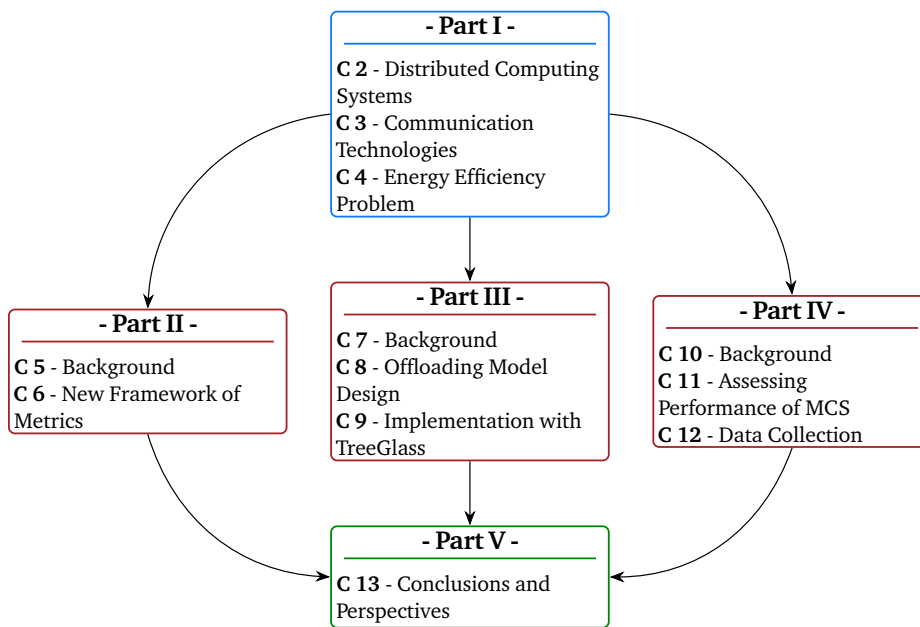 - Part I -
C 2 - Distributed Computing
Systems
C 3 - Communication
Technologies
C 4 - Energy Efficiency
Problem
- Part II -
C 5 - Background
C 6 - New Framework of
Metrics
- Part III -
C 7 - Background
C 8 - Offloading Model
Design
C 9 - Implementation with
TreeGlass
- Part IV -
C 10 - Background
C 11 - Assessing
Performance of MCS
C 12 - Data Collection
- Part V -
C 13 - Conclusions and
Perspectives